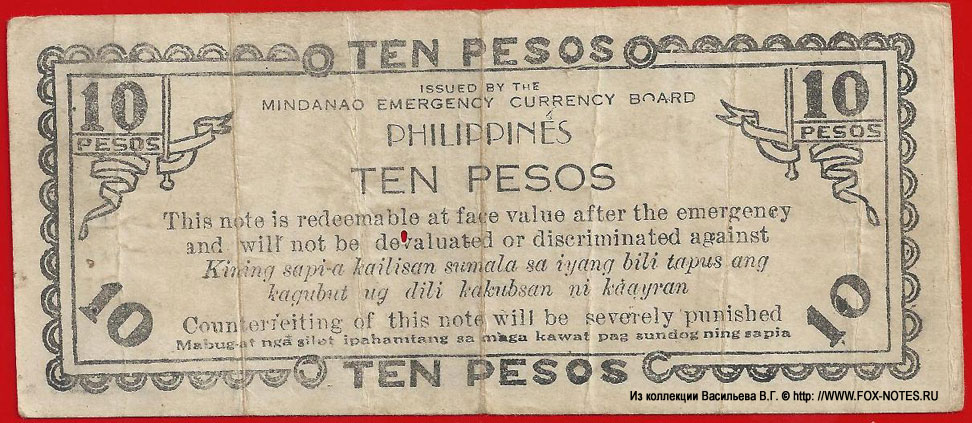 TEN PESOS
10 PESOS
10 PESOS
ISSUED BY THE
MINDANAO EMERGENCY CURRENCY BOARD
PHILIPPINES
TEN PESOS
This note is redeemable at face value after the emergency
and will not be devaluated or discriminated against
Kining sapi-a kailisan sumala sa iyang bili tapus ang
kagubut ug dili kakubsan ni kaayran
10
10
Counterfeiting of this note will be severely punished
Mabug-at nga silot ipahamtang sa maga kawat pag sundog ning sapia
TEN PESOS
Из коллекции Васильева В.Г. © http: //WWW.FOX-NOTES.RU